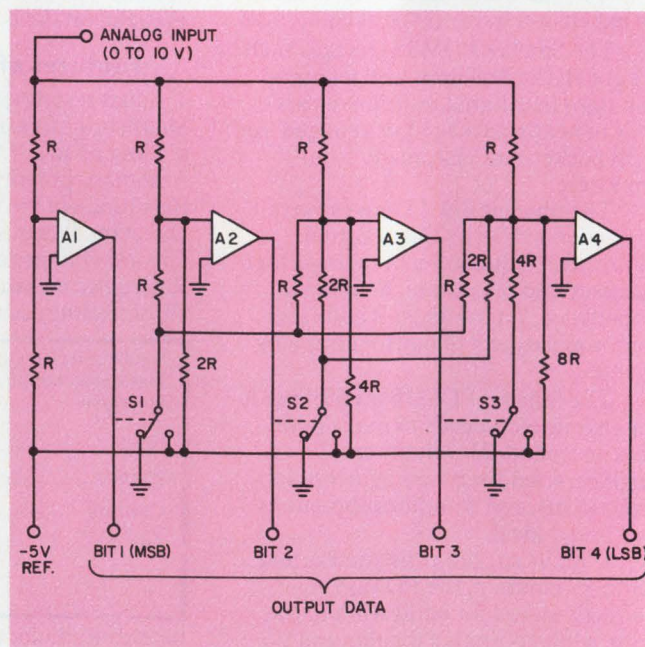 ANALOG INPUT
(0 TO 10 V)
R
R
R
R
A1
A2
A3
A4
R
R
2R
R
2R
4R
R
2R
4R
8R
S1
S2
S3
-5V
REF.
BIT 1 (MSB)
BIT 2
BIT 3
BIT 4 (LSB)
OUTPUT DATA